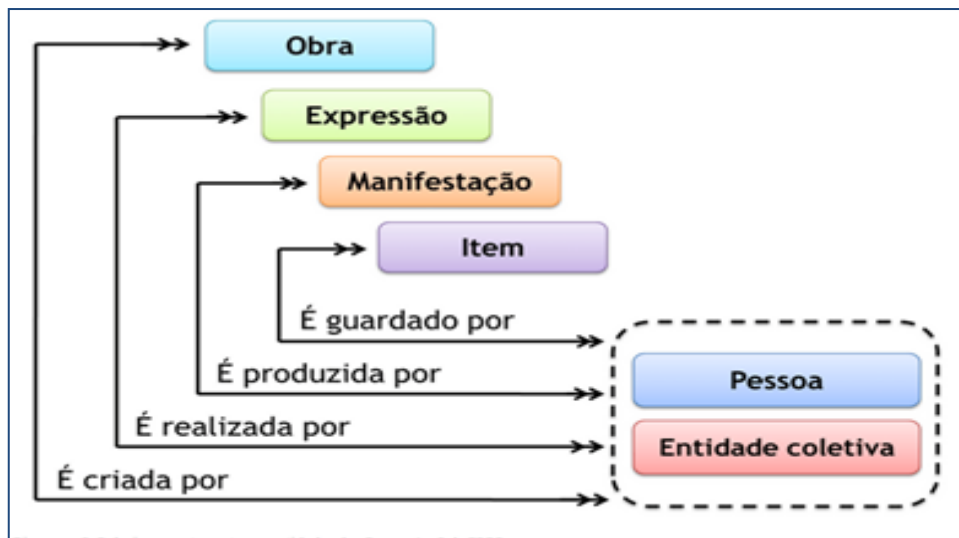 Obra
Expressão
Manifestação
Item
É guardado por
É produzida por
É realizada por
É criada por
Pessoa
Entidade coletiva